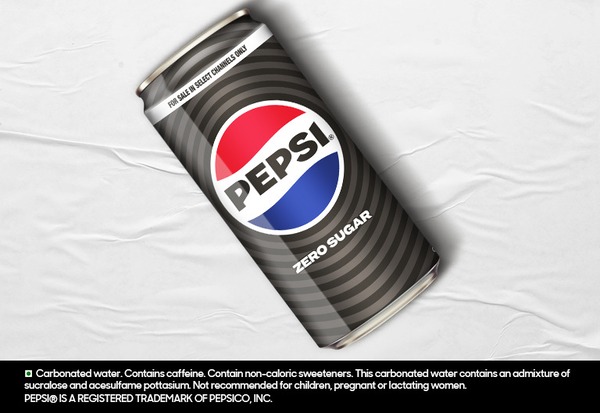 FOR SALE IN SELECT CHANNELS ONLY
PEPSI®
ZERO SUGAR
Carbonated water. Contains caffeine. Contain non-caloric sweeteners. This carbonated water contains an admixture of
sucralose and acesulfame pottasium. Not recommended for children, pregnant or lactating women.
PEPSI® IS A REGISTERED TRADEMARK OF PEPSICO, INC.